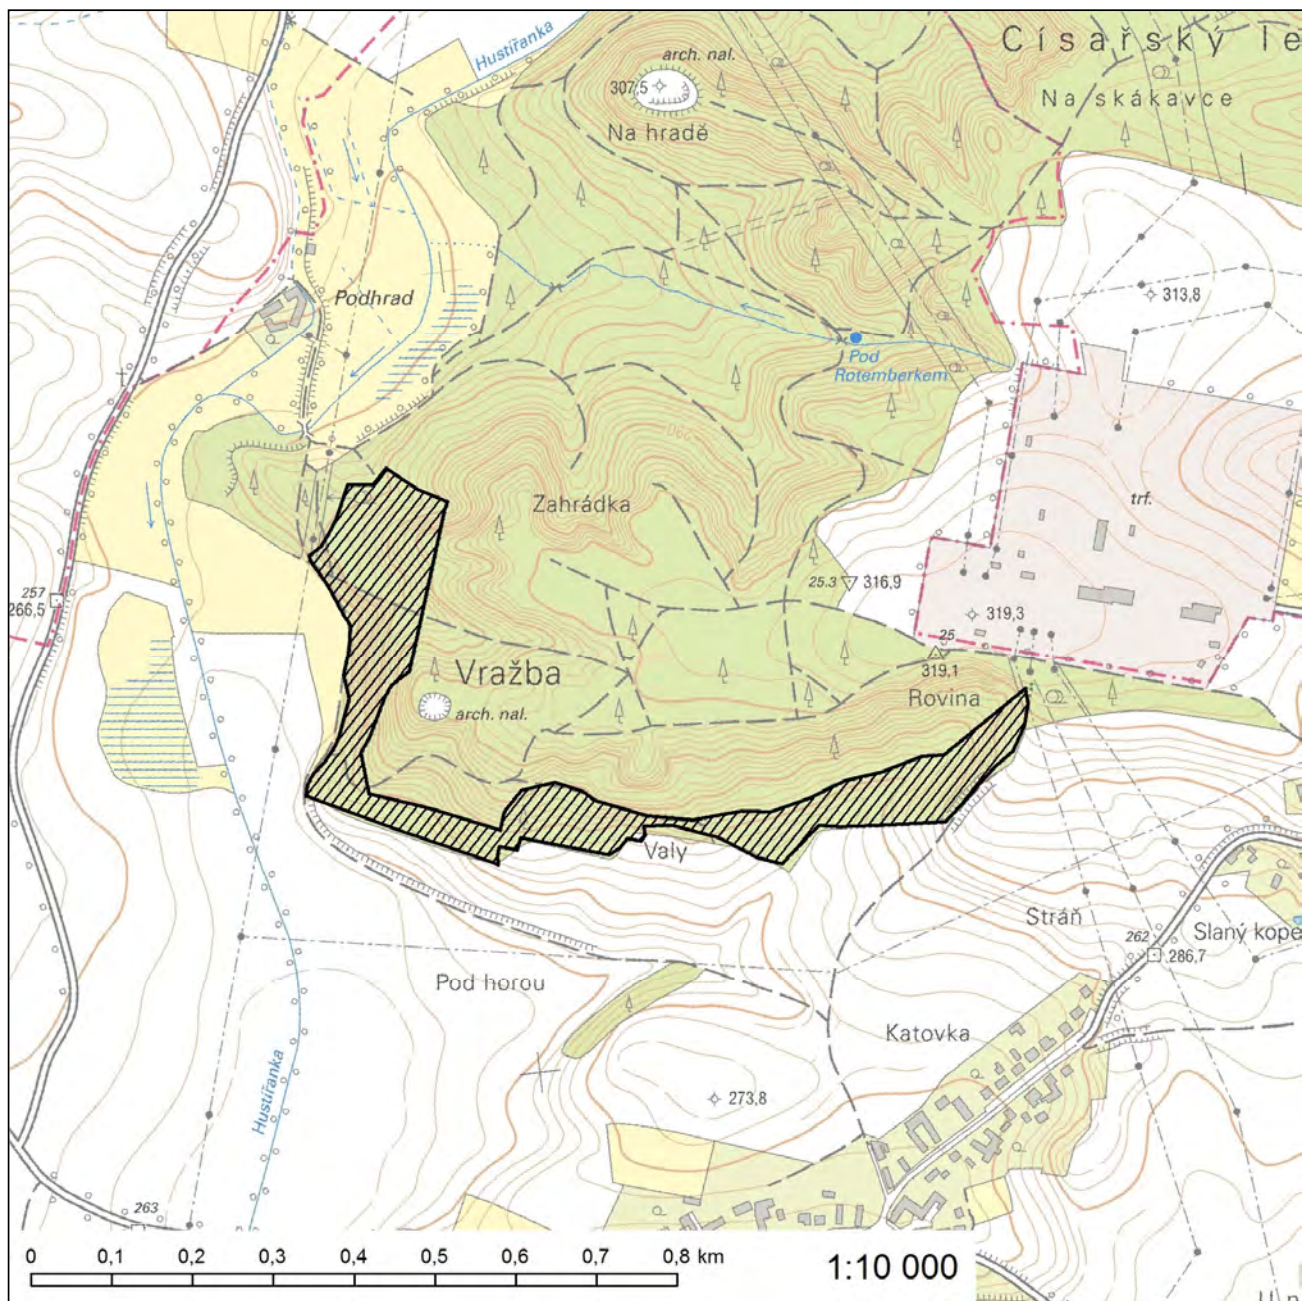 Císařský le
Hustířanka
arch. nal.
307,5
Na hradě
Na skákavce
313,8
Podhrad
Pod
Rotemberkem
trf.
Zahrádka
25.3
316,9
257
266,5
319,3
25
319,1
Rovina
Vražba
arch. nal.
Valy
Stráň
262
286,7
Slaný kope
Pod horou
Katovka
273,8
Hustířanka
263
0
0,1
0,2
0,3
0,4
0,5
0,6
0,7
0,8 km
1:10 000